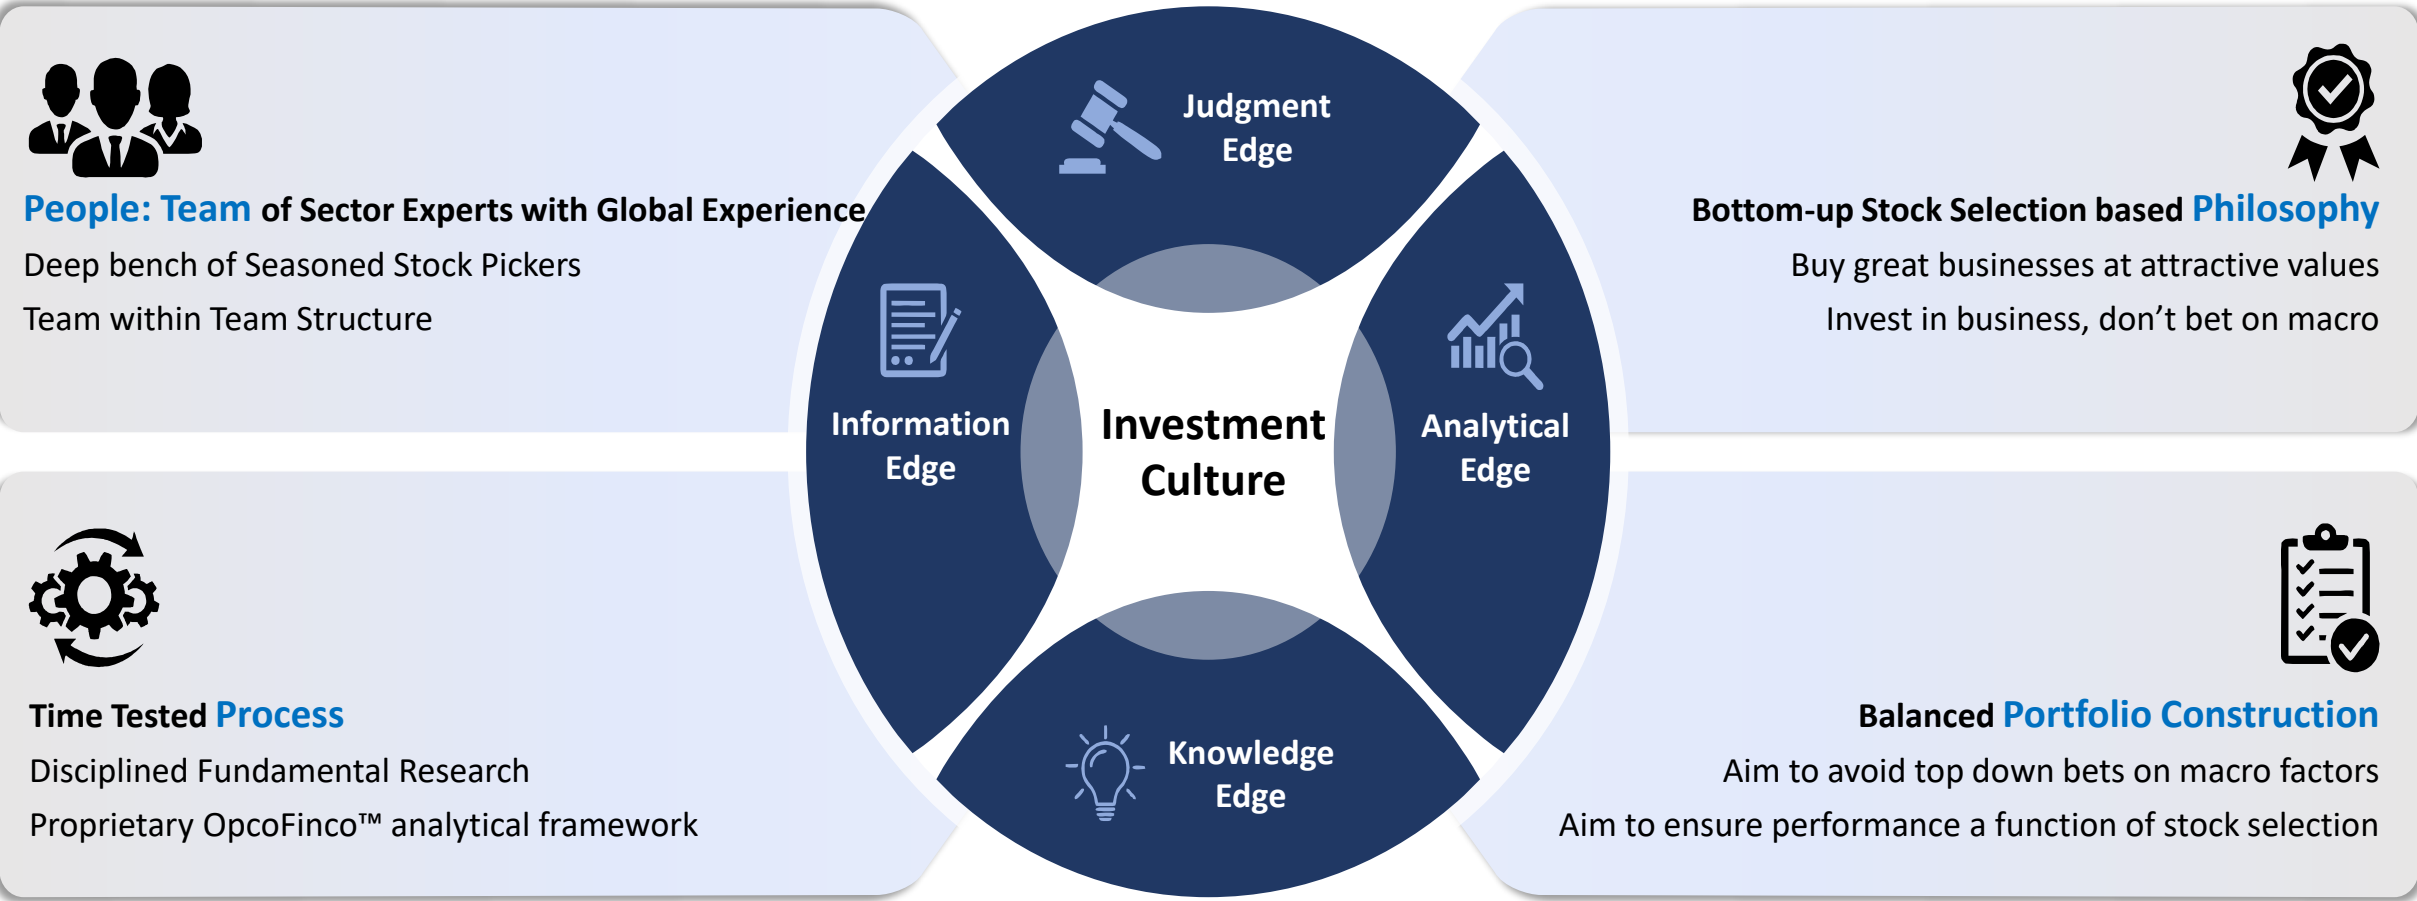 People: Team of Sector Experts with Global Experience
Deep bench of Seasoned Stock Pickers
Team within Team Structure
Judgment
Edge
Bottom-up Stock Selection based Philosophy
Buy great businesses at attractive values
Invest in business, don’t bet on macro
Information
Edge
Investment
Culture
Analytical
Edge
Time Tested Process
Disciplined Fundamental Research
Proprietary OpcoFinco™ analytical framework
Knowledge
Edge
Balanced Portfolio Construction
Aim to avoid top down bets on macro factors
Aim to ensure performance a function of stock selection